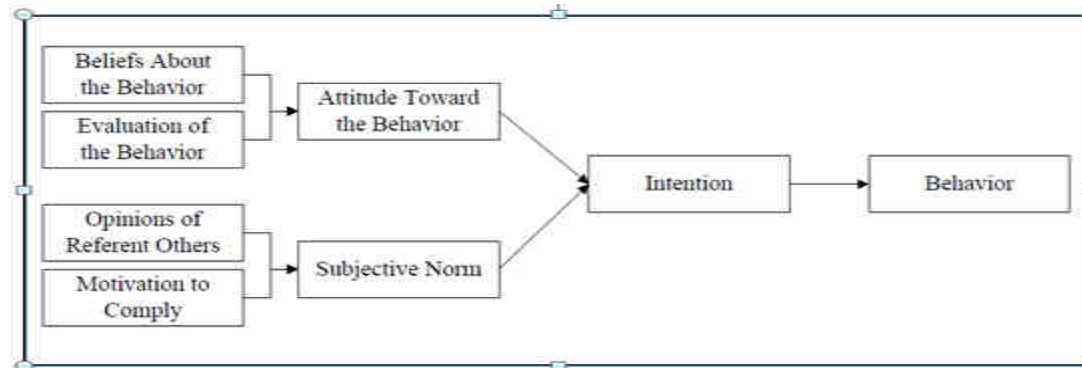 Beliefs About
the Behavior
Evaluation of
the Behavior
Attitude Toward
the Behavior
Opinions of
Referent Others
Motivation to
Comply
Subjective Norm
Intention
Behavior